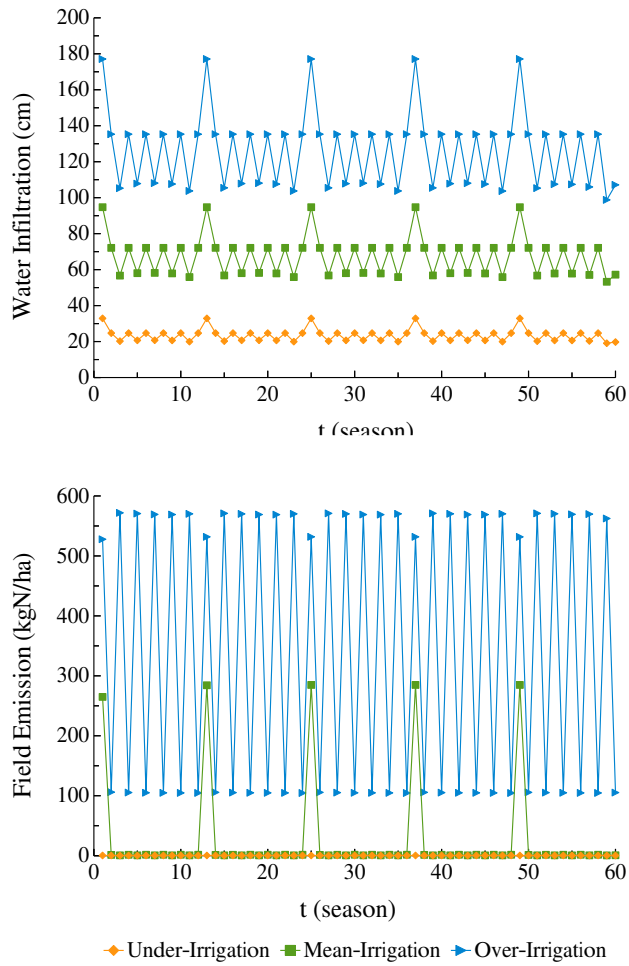 200
180
160
140
120
100
80
60
40
20
0
Water Infiltration (cm)
0 10 20 30 40 50 60
t (season)
600
500
400
300
200
100
0
Field Emission (kgN/ha)
0 10 20 30 40 50 60
t (season)
Under-Irrigation Mean-Irrigation Over-Irrigation